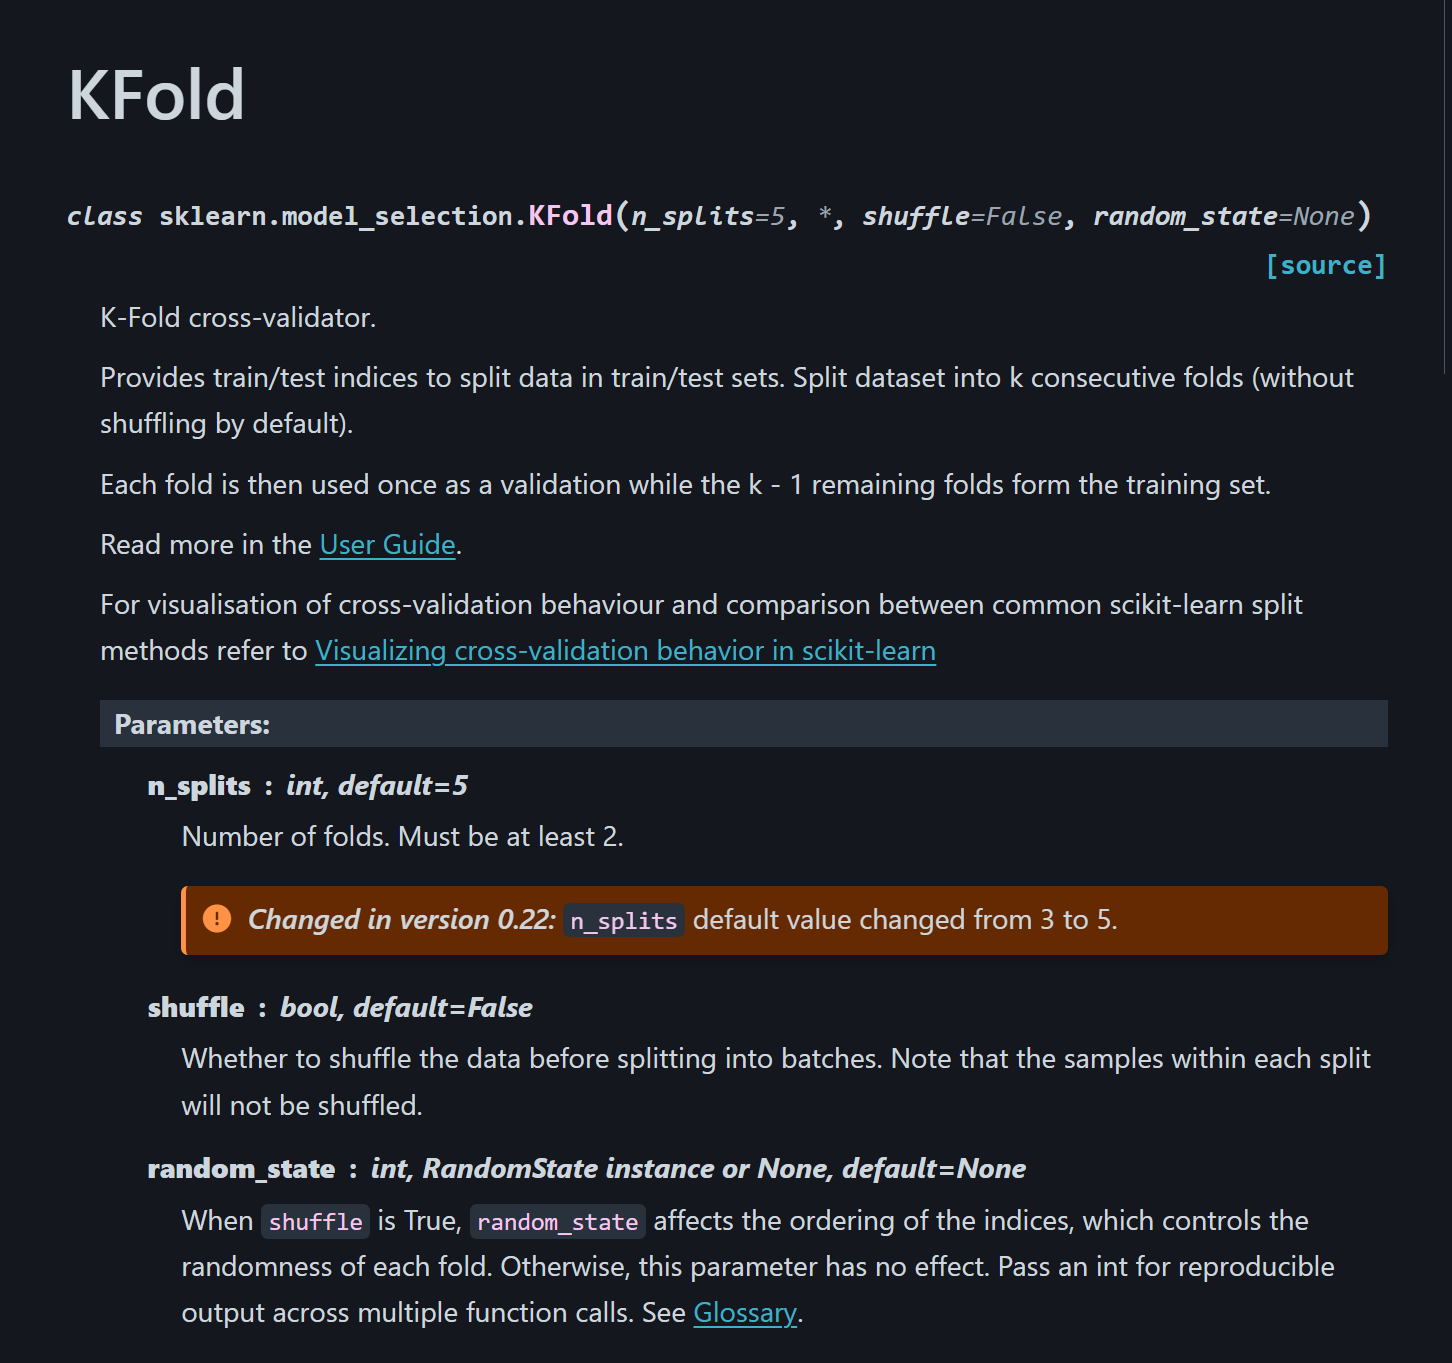 KFold
class sklearn.model_selection.KFold(n_splits=5, *, shuffle=False, random_state=None)
[source]
K-Fold cross-validator.
Provides train/test indices to split data in train/test sets. Split dataset into k consecutive folds (without
shuffling by default).
Each fold is then used once as a validation while the k - 1 remaining folds form the training set.
Read more in the User Guide.
For visualisation of cross-validation behaviour and comparison between common scikit-learn split
methods refer to Visualizing cross-validation behavior in scikit-learn
Parameters:
n_splits : int, default=5
Number of folds. Must be at least 2.
Changed in version 0.22: n_splits default value changed from 3 to 5.
shuffle : bool, default=False
Whether to shuffle the data before splitting into batches. Note that the samples within each split
will not be shuffled.
random_state : int, RandomState instance or None, default=None
When shuffle is True, random_state affects the ordering of the indices, which controls the
randomness of each fold. Otherwise, this parameter has no effect. Pass an int for reproducible
output across multiple function calls. See Glossary.